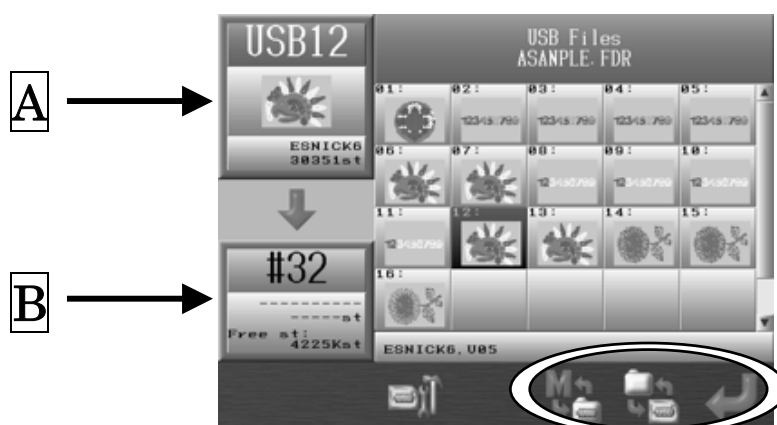 A
USB12
ESNICK6
30351st
B
#32
----------
-----st
Free st:
4225Kst
USB Files
ASANPLE.FDR
01: 02: 03: 04: 05:
06: 07: 08: 09: 10:
11: 12: 13: 14: 15:
16:
ESNICK6.U05
M